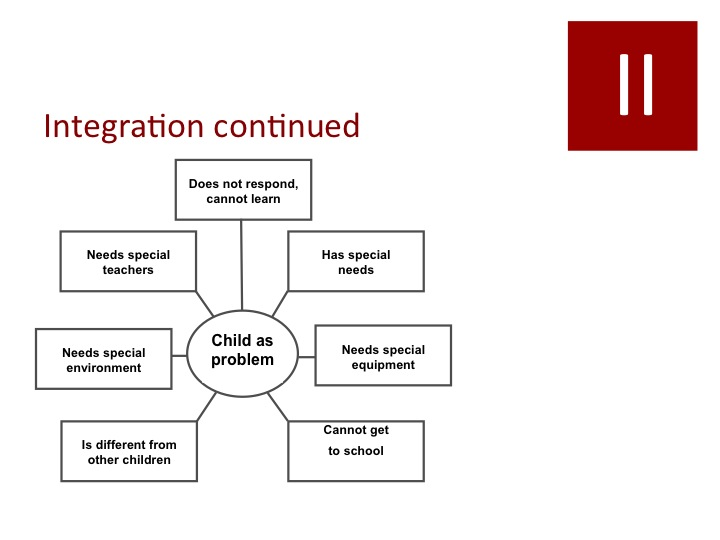 II
Integration continued
Does not respond,
cannot learn
Needs special
teachers
Has special
needs
Child as
problem
Needs special
environment
Needs special
equipment
Is different from
other children
Cannot get
to school